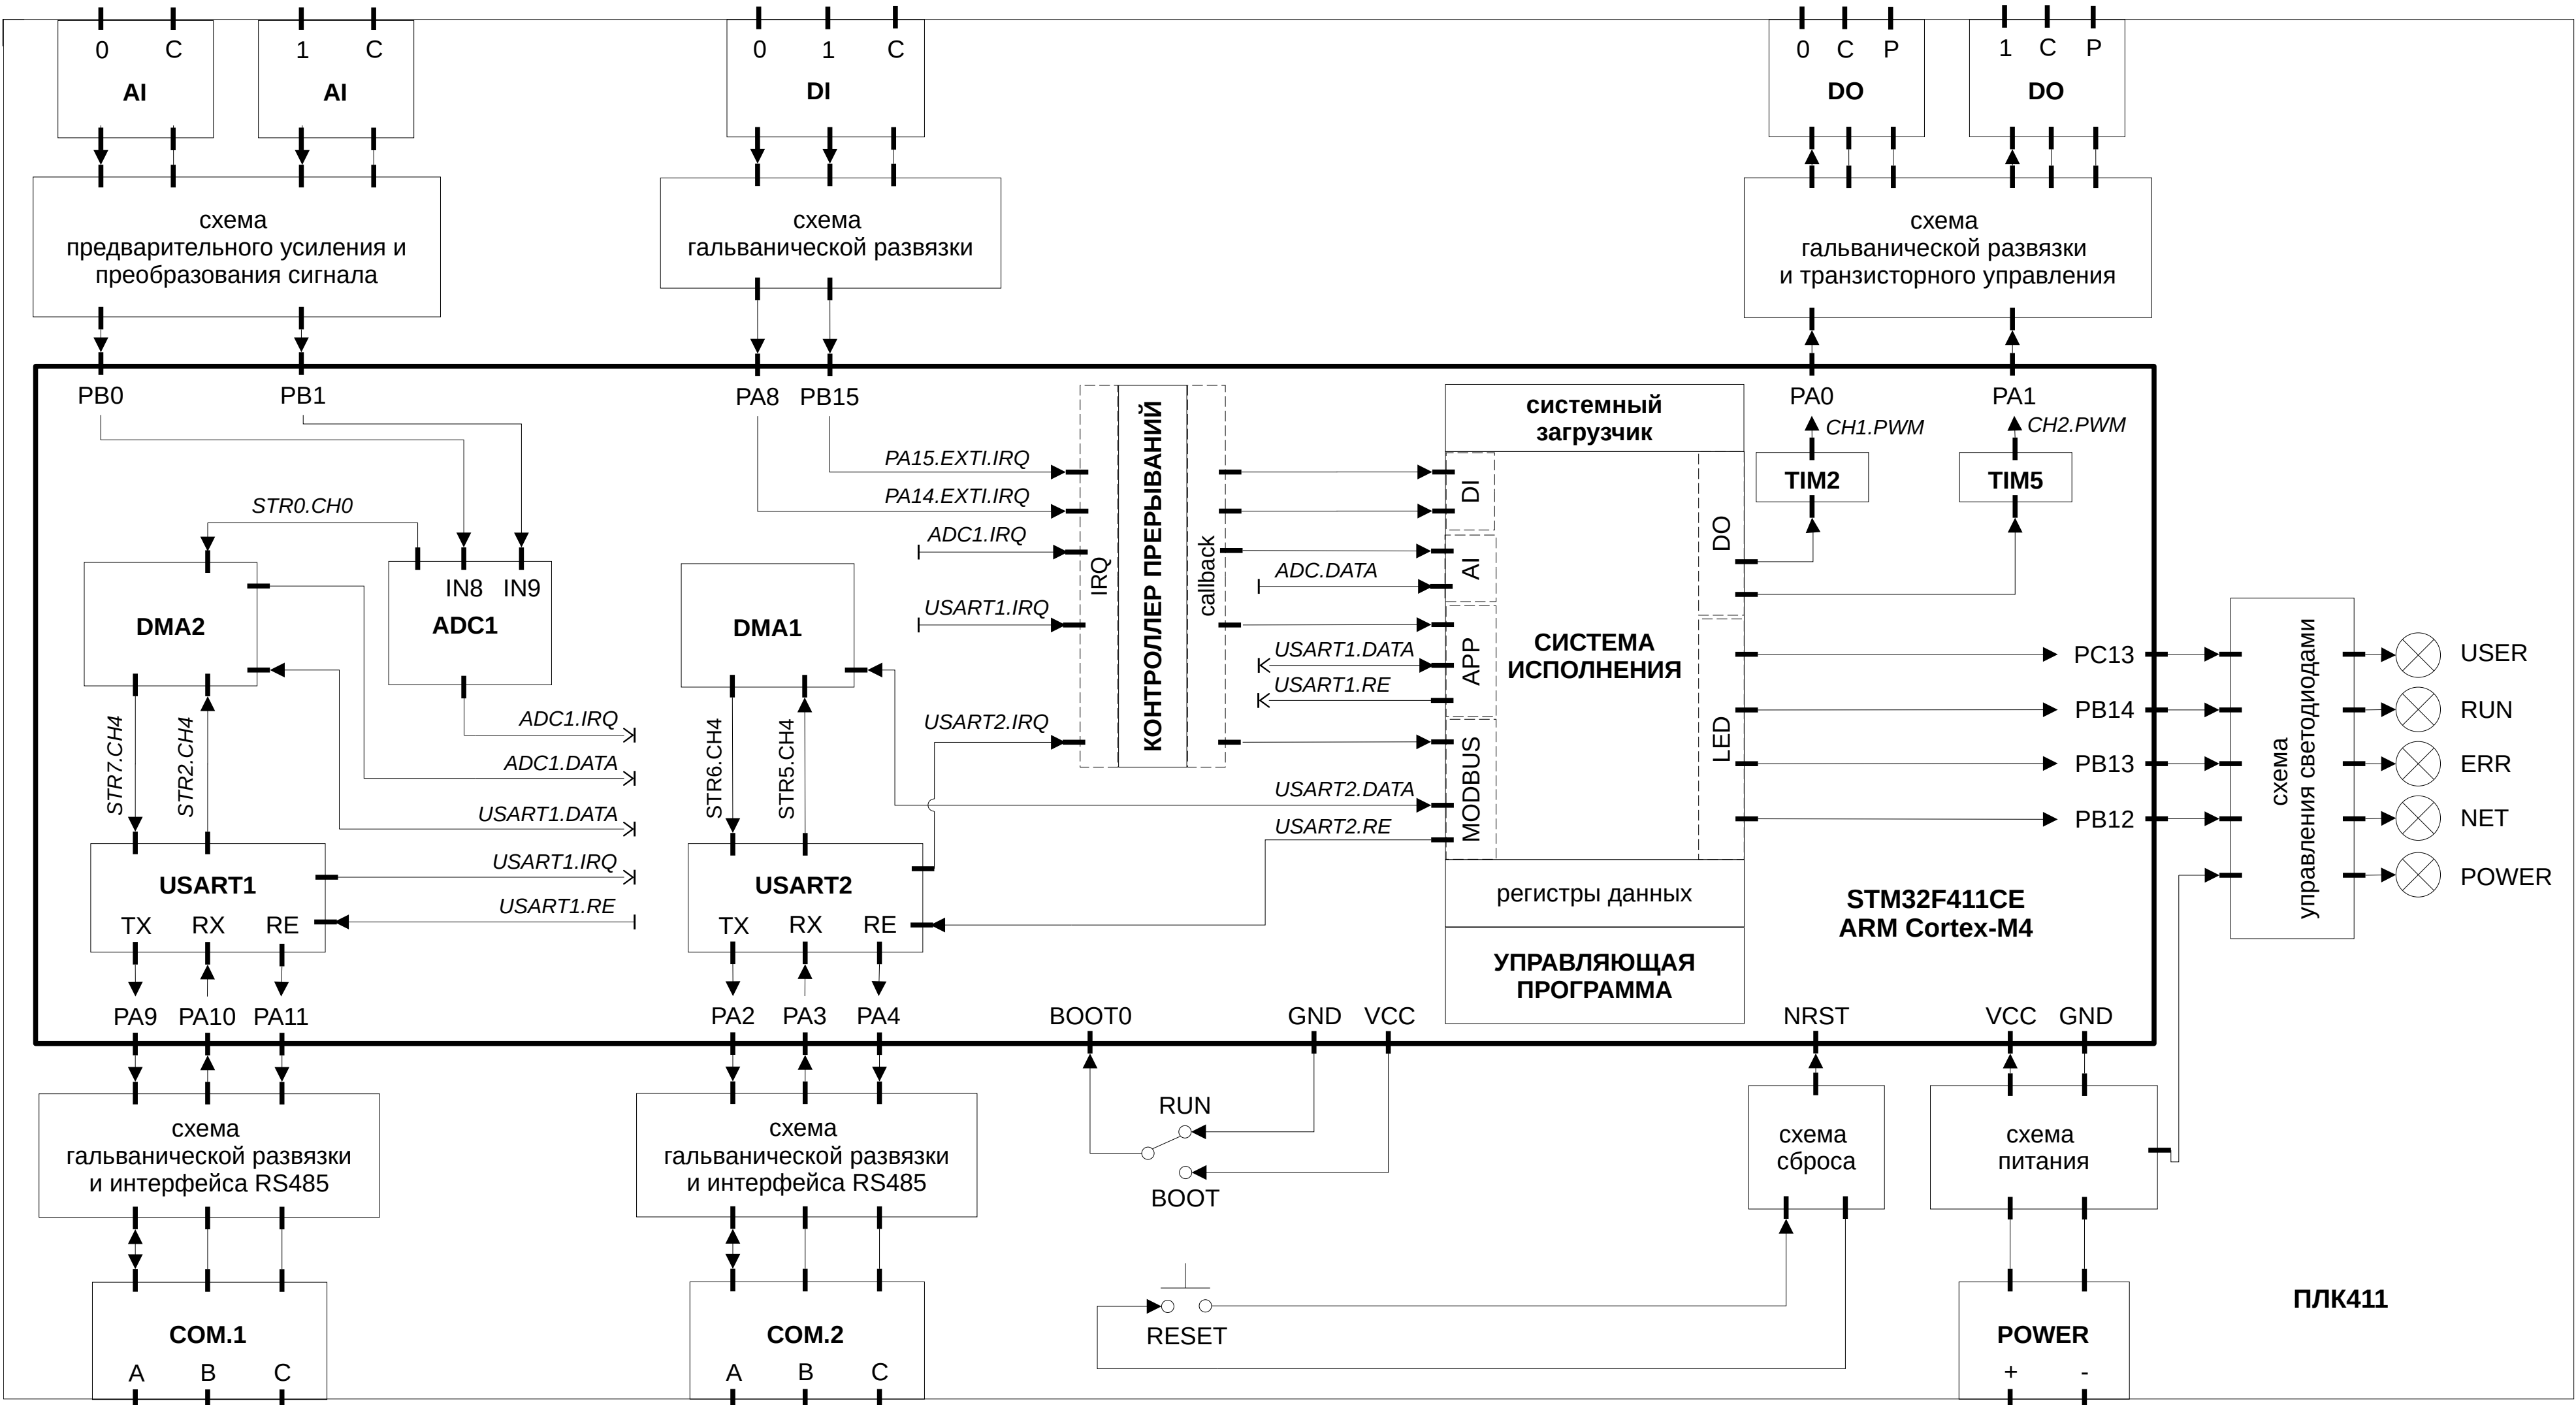 0 C 1 C 0 1 C 0 C P 1 C P
AI AI DI DO DO
схема
предварительного усиления и
преобразования сигнала
схема
гальванической развязки
схема
гальванической развязки
и транзисторного управления
PB0 PB1 PA8 PB15 PA0 PA1
CH1.PWM CH2.PWM
TIM2 TIM5
PA15.EXTI.IRQ
PA14.EXTI.IRQ
ADC1.IRQ
USART1.IRQ
USART2.IRQ
IRQ
КОНТРОЛЛЕР ПРЕРЫВАНИЙ
callback
ADC.DATA
USART1.DATA
USART1.RE
USART2.DATA
USART2.RE
системный
загрузчик
DI
AI
APP
MODBUS
СИСТЕМА
ИСПОЛНЕНИЯ
DO
LED
регистры данных
УПРАВЛЯЮЩАЯ
ПРОГРАММА
STR0.CH0
DMA2
IN8 IN9
ADC1
DMA1
STR7.CH4
STR2.CH4
ADC1.IRQ
ADC1.DATA
USART1.DATA
USART1.IRQ
USART1.RE
STR6.CH4
STR5.CH4
USART1
TX RX RE
USART2
TX RX RE
PC13
PB14
PB13
PB12
STM32F411CE
ARM Cortex-M4
схема
управления светодиодами
USER
RUN
ERR
NET
POWER
PA9 PA10 PA11 PA2 PA3 PA4 BOOT0 GND VCC NRST VCC GND
схема
гальванической развязки
и интерфейса RS485
схема
гальванической развязки
и интерфейса RS485
RUN
BOOT
схема
сброса
схема
питания
RESET
COM.1
A B C
COM.2
A B C
POWER
+ -
ПЛК411